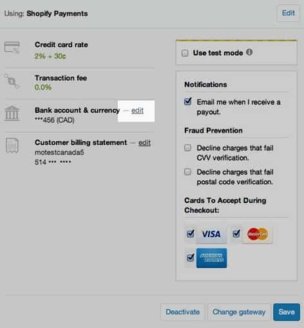 Using: Shopify Payments
Edit
Credit card rate
2% + 30¢
Transaction fee
0.0%
Bank account & currency — edit
***456 (CAD)
Customer billing statement — edit
motestcanada5
514 *** ****
Use test mode
Notifications
Email me when I receive a
payout.
Fraud Prevention
Decline charges that fail
CVV verification.
Decline charges that fail
postal code verification.
Cards To Accept During
Checkout:
VISA
MasterCard
Deactivate
Change gateway
Save